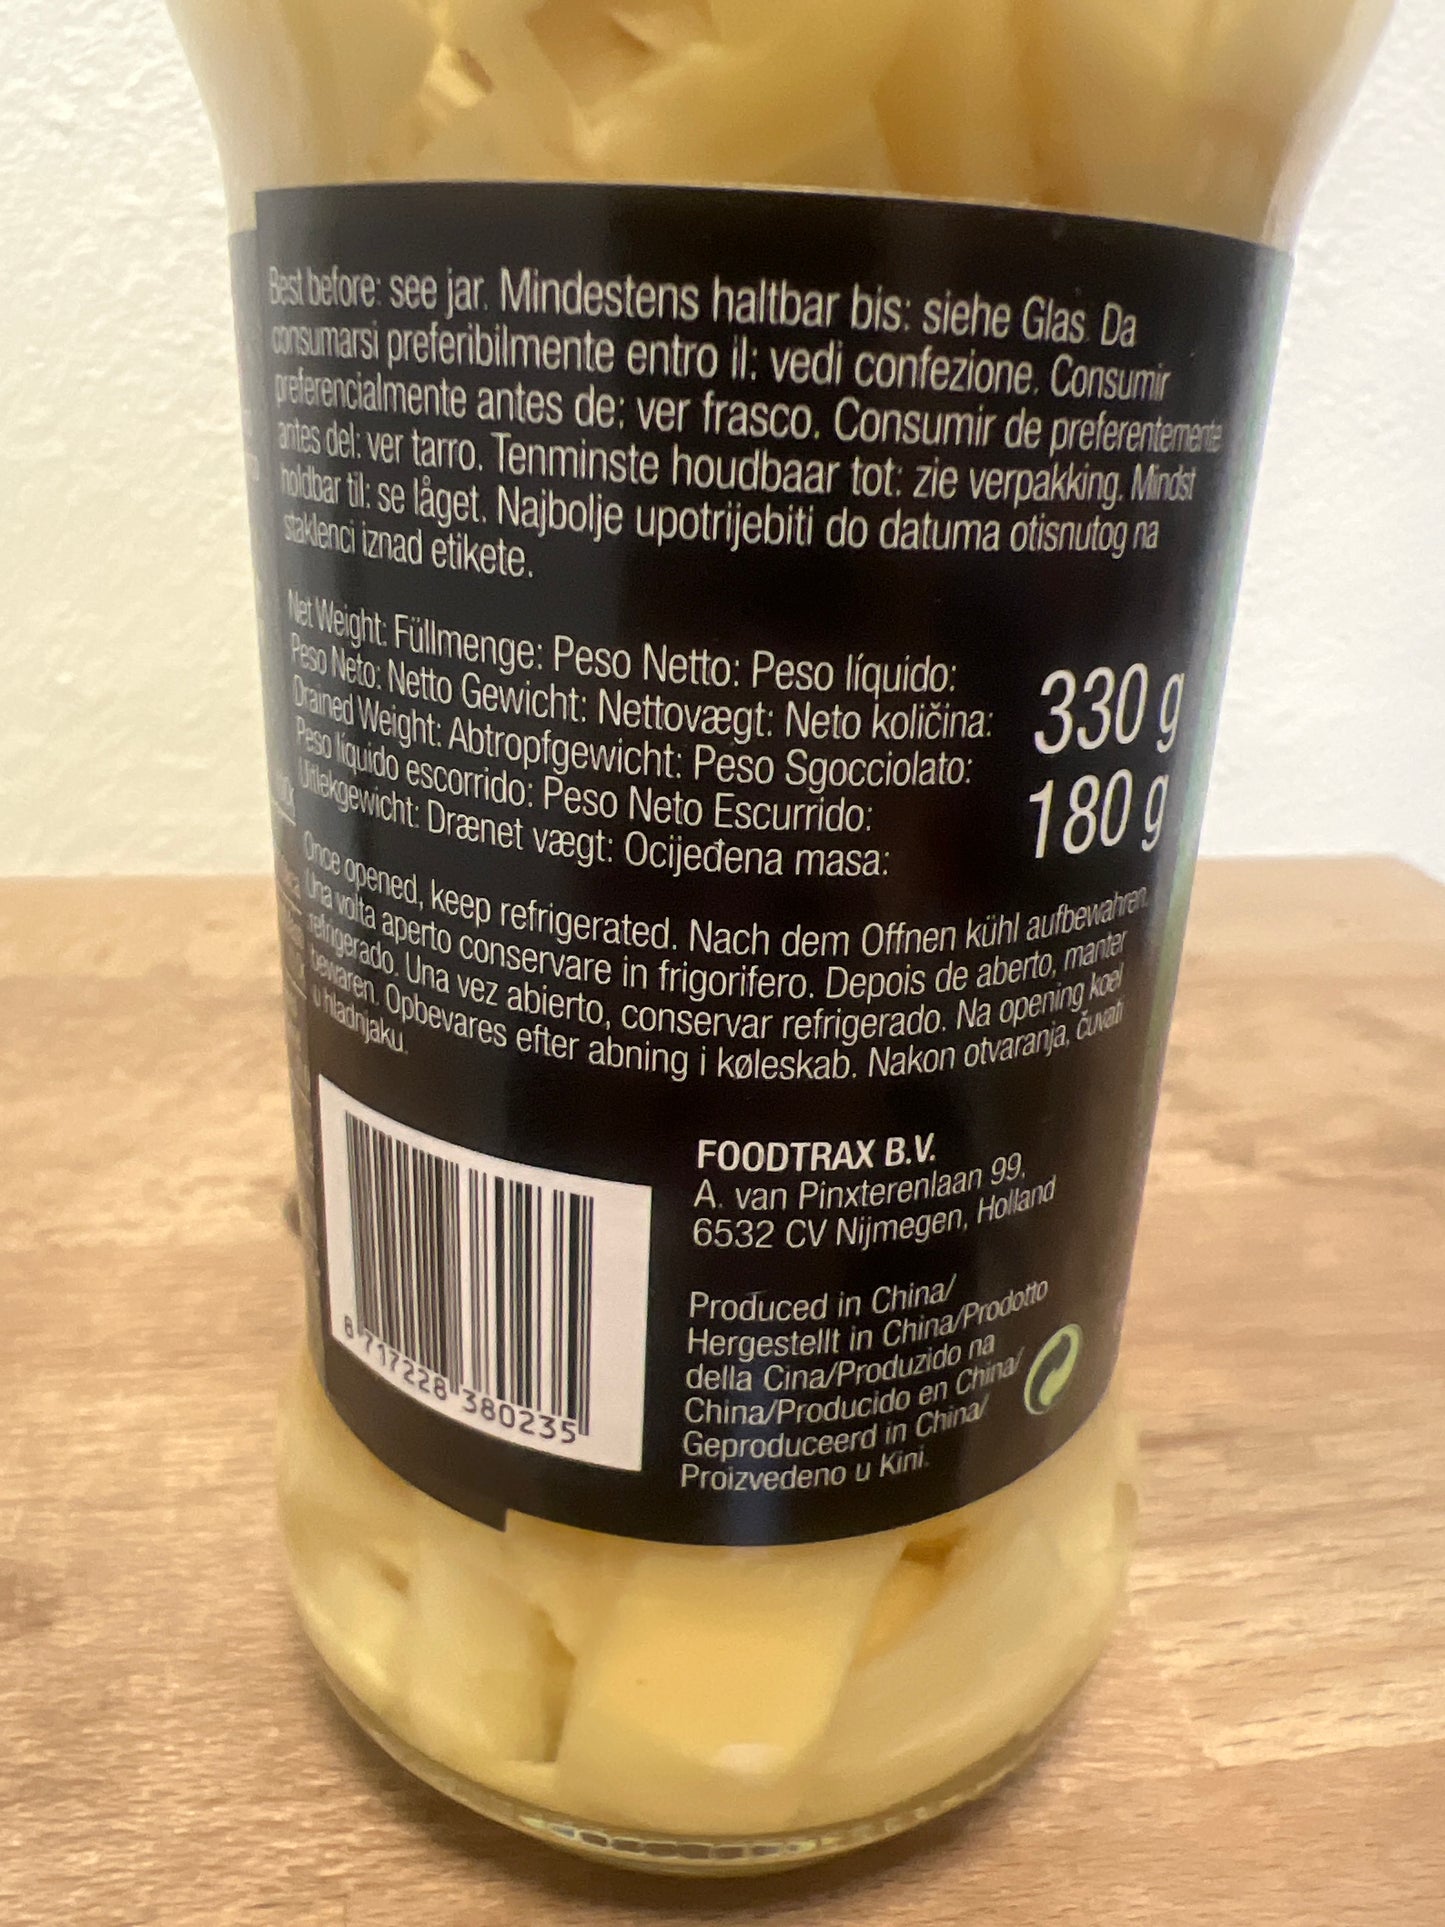 Best before: see jar. Mindestens haltbar bis: siehe Glas. Da
consumarsi preferibilmente entro il: vedi confezione. Consumir
preferencialmente antes de: ver frasco. Consumir de preferentemente
antes del: ver tarro. Tenminste houdbaar tot: zie verpakking. Mindst
holdbar til: se låget. Najbolje upotrijebiti do datuma otisnutog na
staklenci iznad etikete.
Net Weight: Füllmenge: Peso Netto: Peso líquido:
Peso Neto: Netto Gewicht: Nettovægt: Neto količina: 330 g
Drained Weight: Abtropfgewicht: Peso Sgocciolato:
Peso líquido escorrido: Peso Neto Escurrido: 180 g
Uitlekgewicht: Drænet vægt: Ocijeđena masa:
Once opened, keep refrigerated. Nach dem Öffnen kühl aufbewahren.
Una volta aperto conservare in frigorifero. Depois de aberto, manter
refrigerado. Una vez abierto, conservar refrigerado. Na opening koel
bewaren. Opbevares efter åbning i køleskab. Nakon otvaranja, čuvati
u hladnjaku.
FOODTRAX B.V.
A. van Pinxterenlaan 99,
6532 CV Nijmegen, Holland
Produced in China/
Hergestellt in China/Prodotto
della Cina/Produzido na
China/Producido en China/
Geproduceerd in China/
Proizvedeno u Kini.
8 717228 380235